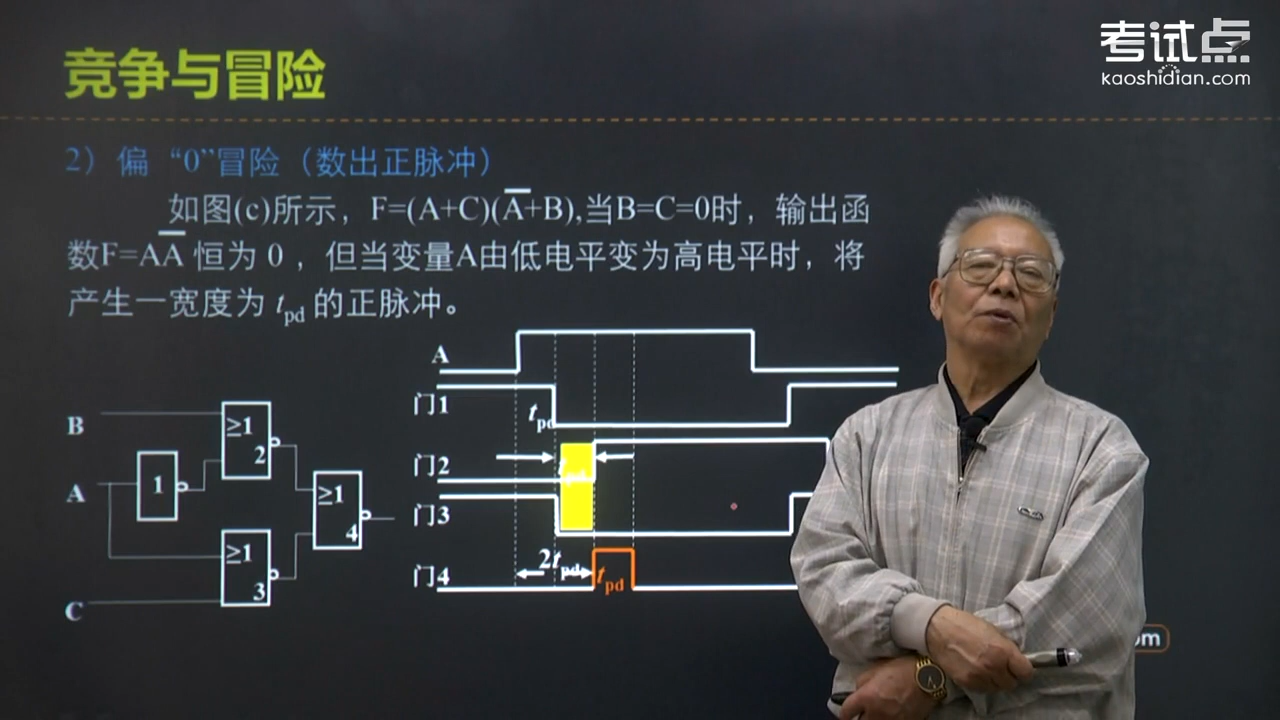 考试点
kaoshidian.com
竞争与冒险
2）偏“0”冒险（数出正脉冲）
如图(c)所示，F=(A+C)(A̅+B),当B=C=0时，输出函
数F=AA̅ 恒为 0 ，但当变量A由低电平变为高电平时，将
产生一宽度为 tpd 的正脉冲。
A
门1
tpd
门2
门3
门4
2tpd
tpd
B
≥1
2
A
1
≥1
4
≥1
3
C
om